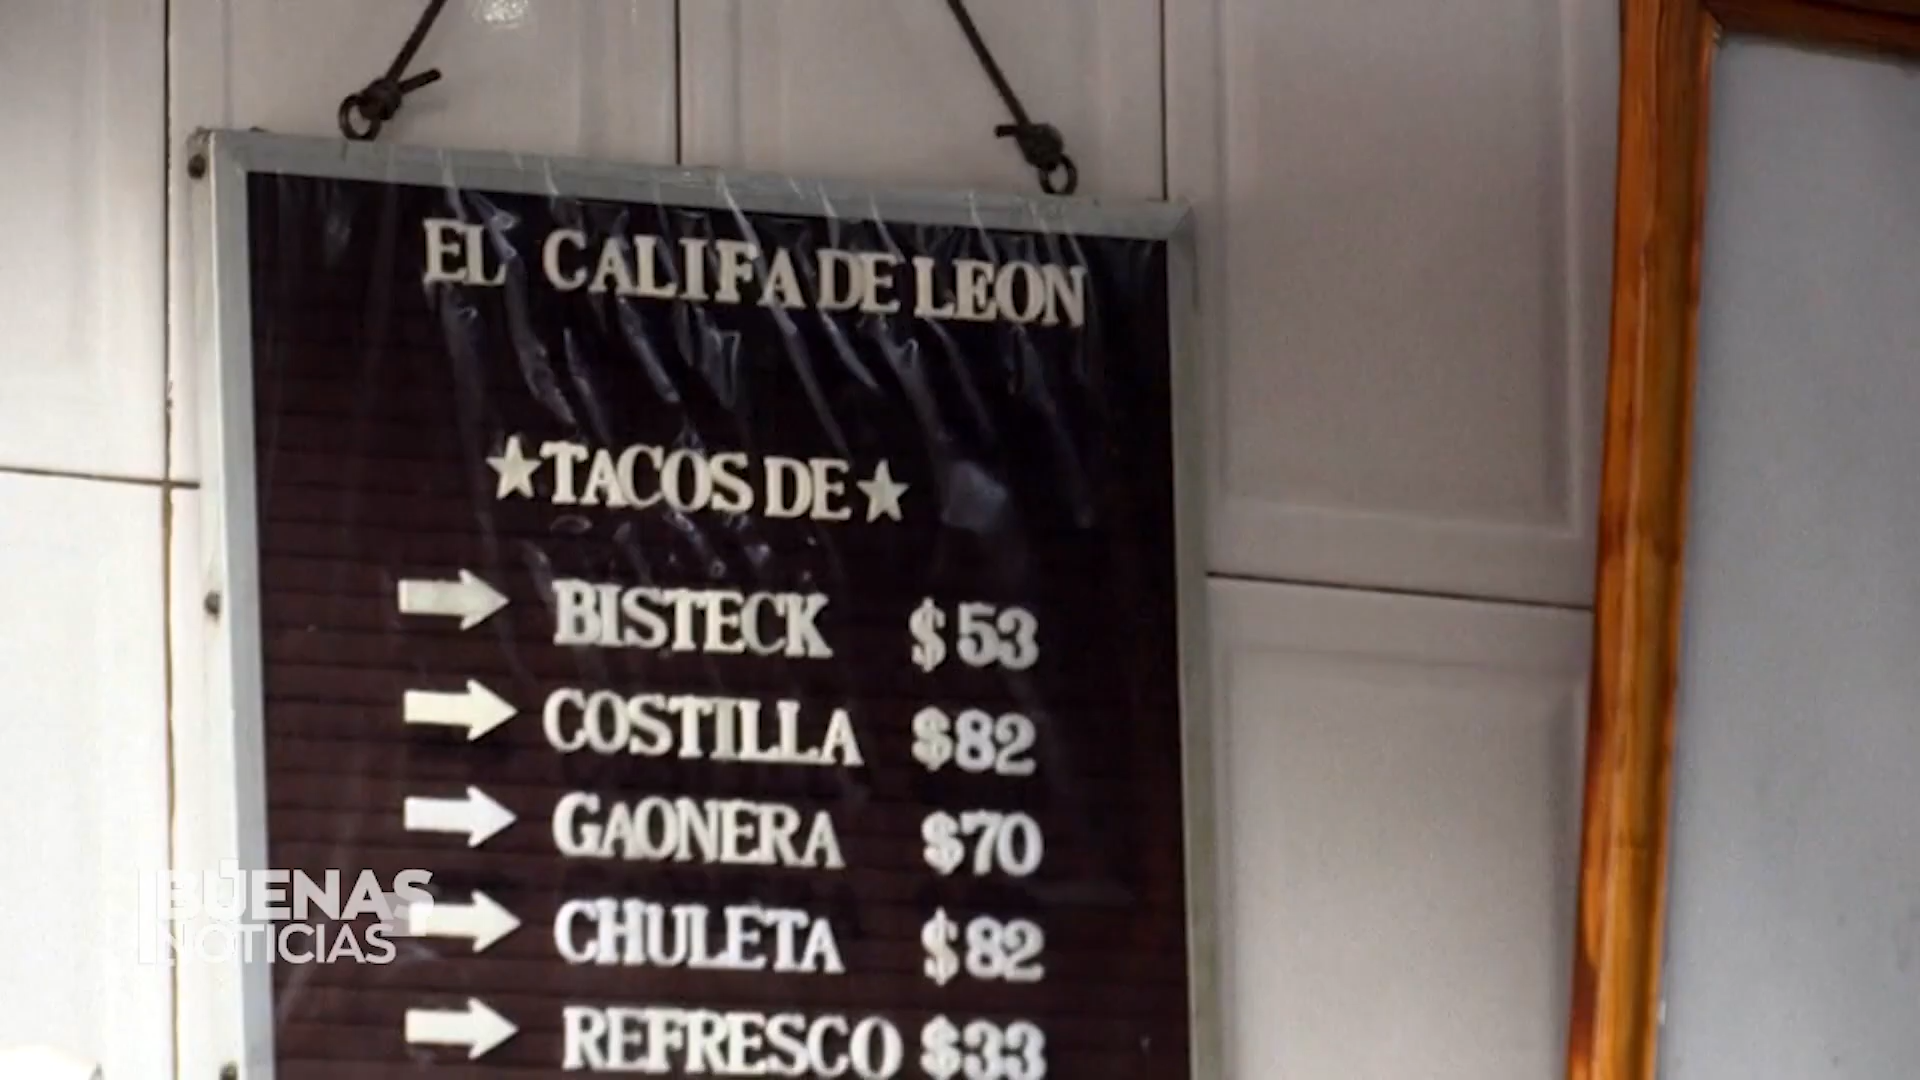 EL CALIFA DE LEON
★TACOS DE★
BISTECK $53
COSTILLA $82
GAONERA $70
CHULETA $82
REFRESCO $33
BUENAS
NOTICIAS